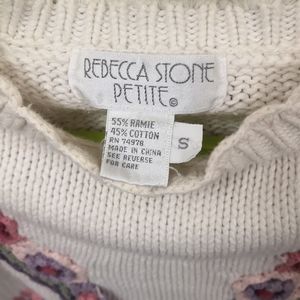 REBECCA STONE
PETITE©
55% RAMIE
45% COTTON
RN 74978
MADE IN CHINA
SEE REVERSE
FOR CARE
S